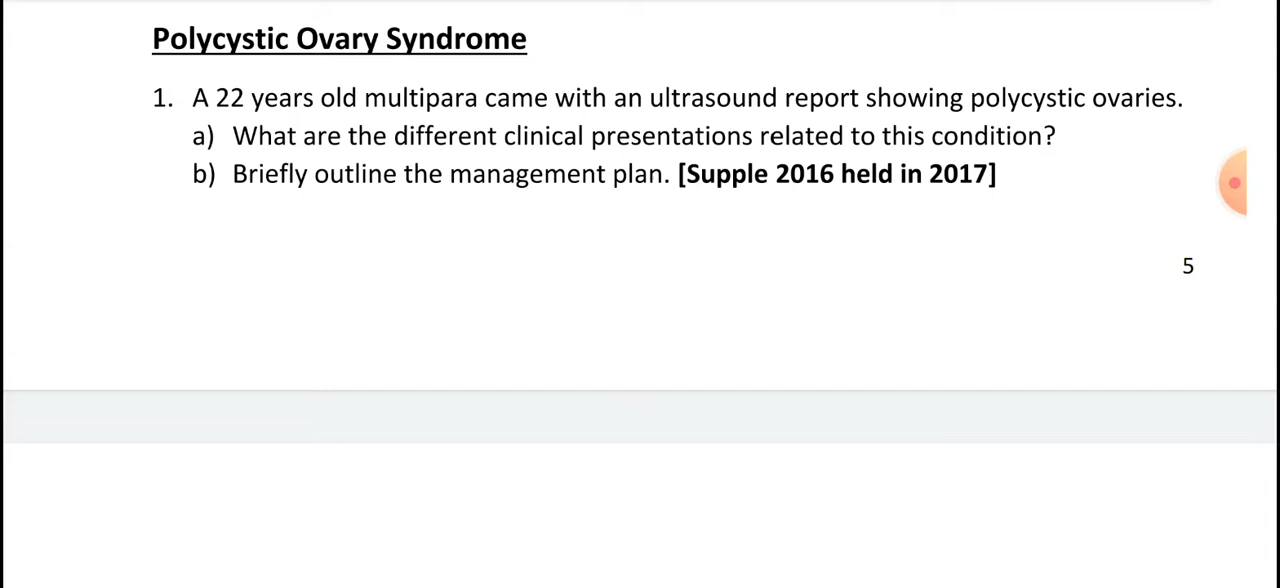 Polycystic Ovary Syndrome
1. A 22 years old multipara came with an ultrasound report showing polycystic ovaries.
a) What are the different clinical presentations related to this condition?
b) Briefly outline the management plan. [Supple 2016 held in 2017]
5